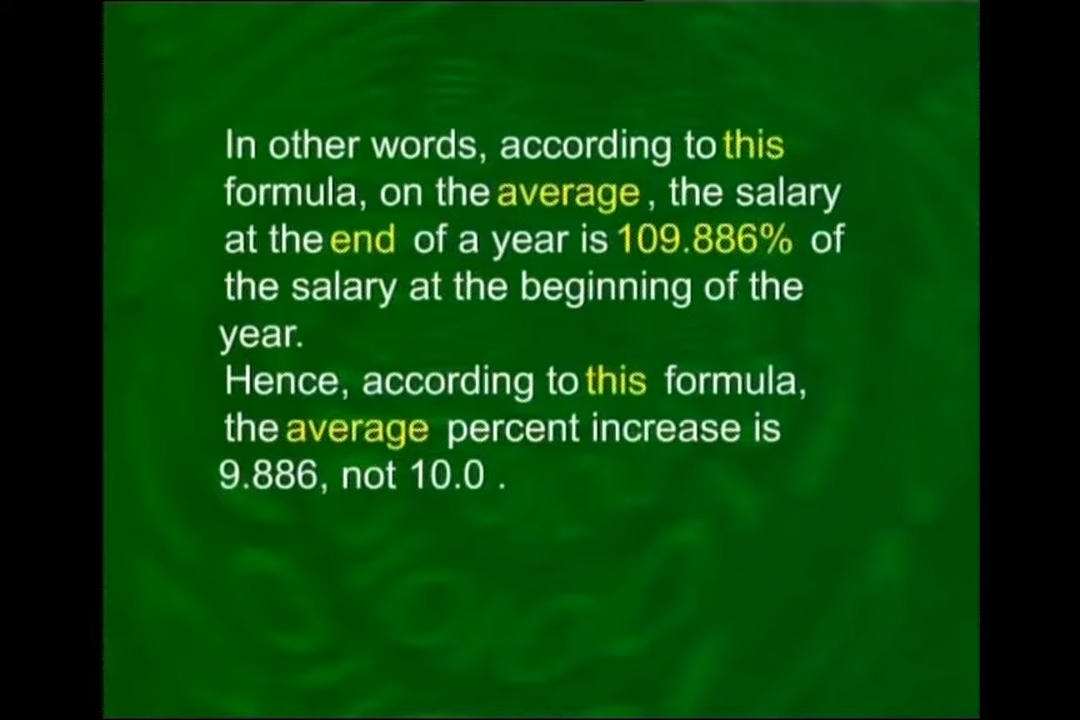 In other words, according to this
formula, on the average , the salary
at the end of a year is 109.886% of
the salary at the beginning of the
year.
Hence, according to this formula,
the average percent increase is
9.886, not 10.0 .